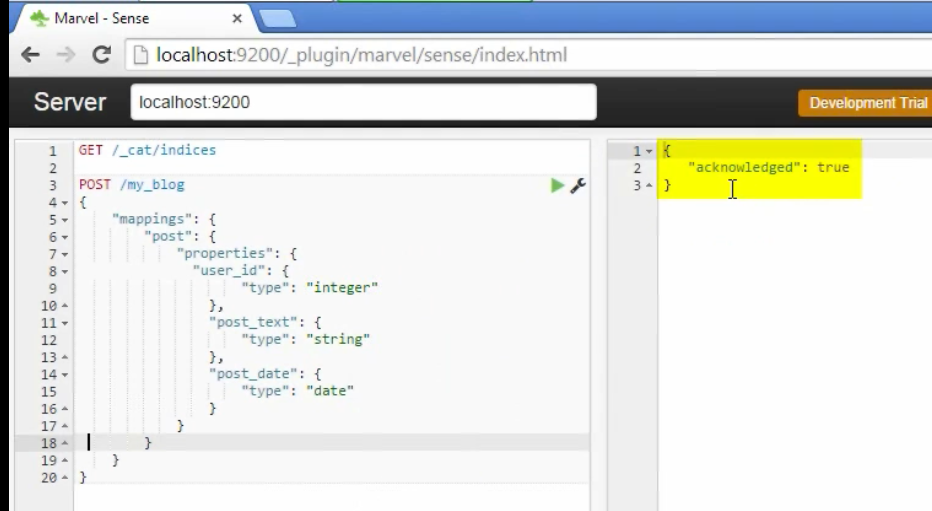 Marvel - Sense
localhost:9200/_plugin/marvel/sense/index.html
Server
localhost:9200
Development Trial
1 GET /_cat/indices
2
3 POST /my_blog
4 {
5 "mappings": {
6 "post": {
7 "properties": {
8 "user_id": {
9 "type": "integer"
10 },
11 "post_text": {
12 "type": "string"
13 },
14 "post_date": {
15 "type": "date"
16 }
17 }
18 }
19 }
20 }
1 {
2 "acknowledged": true
3 }